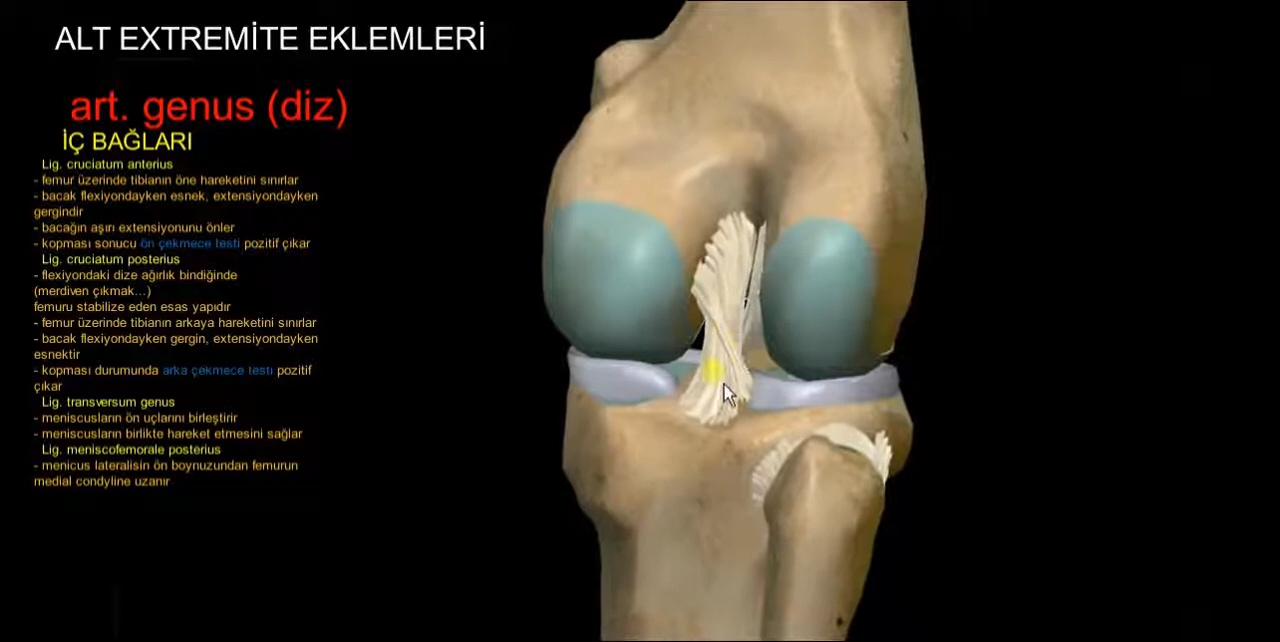 ALT EXTREMİTE EKLEMLERİ
art. genus (diz)
İÇ BAĞLARI
Lig. cruciatum anterius
- femur üzerinde tibianın öne hareketini sınırlar
- bacak flexiyondayken esnek, extensiyondayken
gergindir
- bacağın aşırı extensiyonunu önler
- kopması sonucu ön çekmece testi pozitif çıkar
Lig. cruciatum posterius
- flexiyondaki dize ağırlık bindiğinde
(merdiven çıkmak...)
femuru stabilize eden esas yapıdır
- femur üzerinde tibianın arkaya hareketini sınırlar
- bacak flexiyondayken gergin, extensiyondayken
esnektir
- kopması durumunda arka çekmece testi pozitif
çıkar
Lig. transversum genus
- meniscusların ön uçlarını birleştirir
- meniscusların birlikte hareket etmesini sağlar
Lig. meniscofemorale posterius
- menicus lateralisin ön boynuzundan femurun
medial condyline uzanır